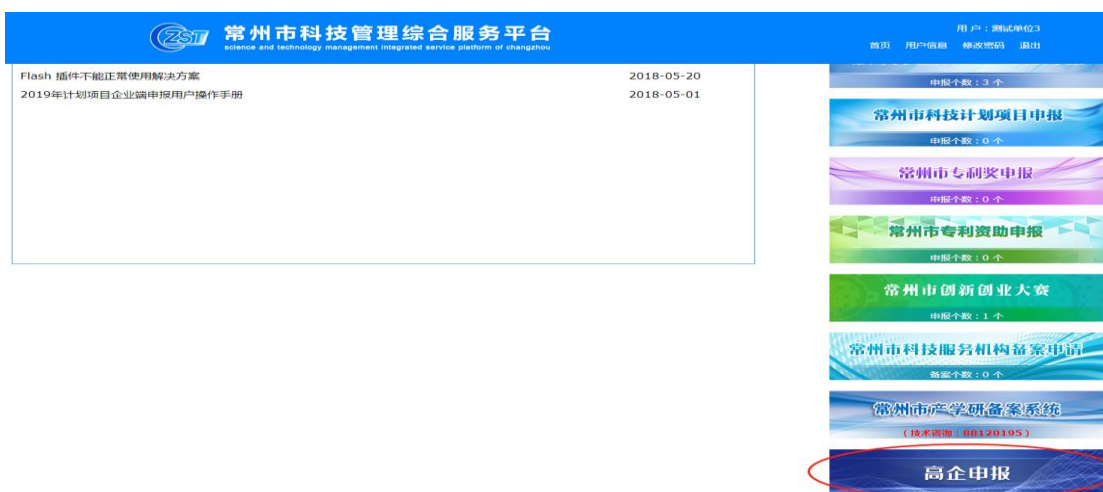 ZST 常州市科技管理综合服务平台
science and technology management integrated service platform of changzhou
用户：测试单位3
首页 用户信息 修改密码 退出
Flash 插件不能正常使用解决方案 2018-05-20
2019年计划项目企业端申报用户操作手册 2018-05-01
申报个数：3 个
常州市科技计划项目申报
申报个数：0 个
常州市专利奖申报
申报个数：0 个
常州市专利资助申报
申报个数：0 个
常州市创新创业大赛
申报个数：1 个
常州市科技服务机构备案申请
备案个数：0 个
常州市产学研备案系统
（技术咨询：88120195）
高企申报